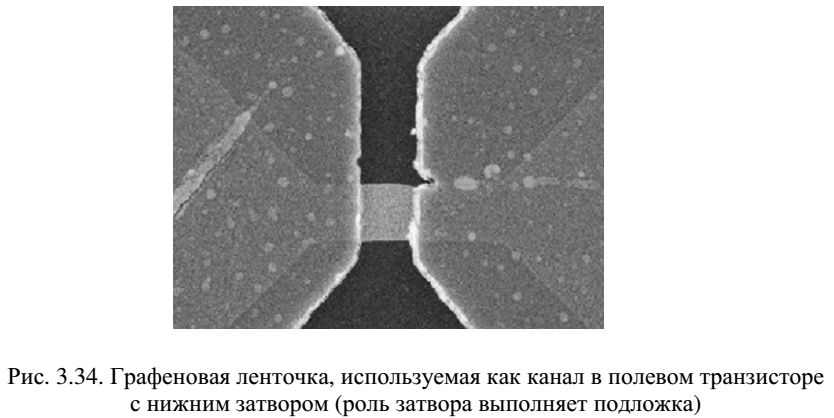 Рис. 3.34. Графеновая ленточка, используемая как канал в полевом транзисторе
с нижним затвором (роль затвора выполняет подложка)